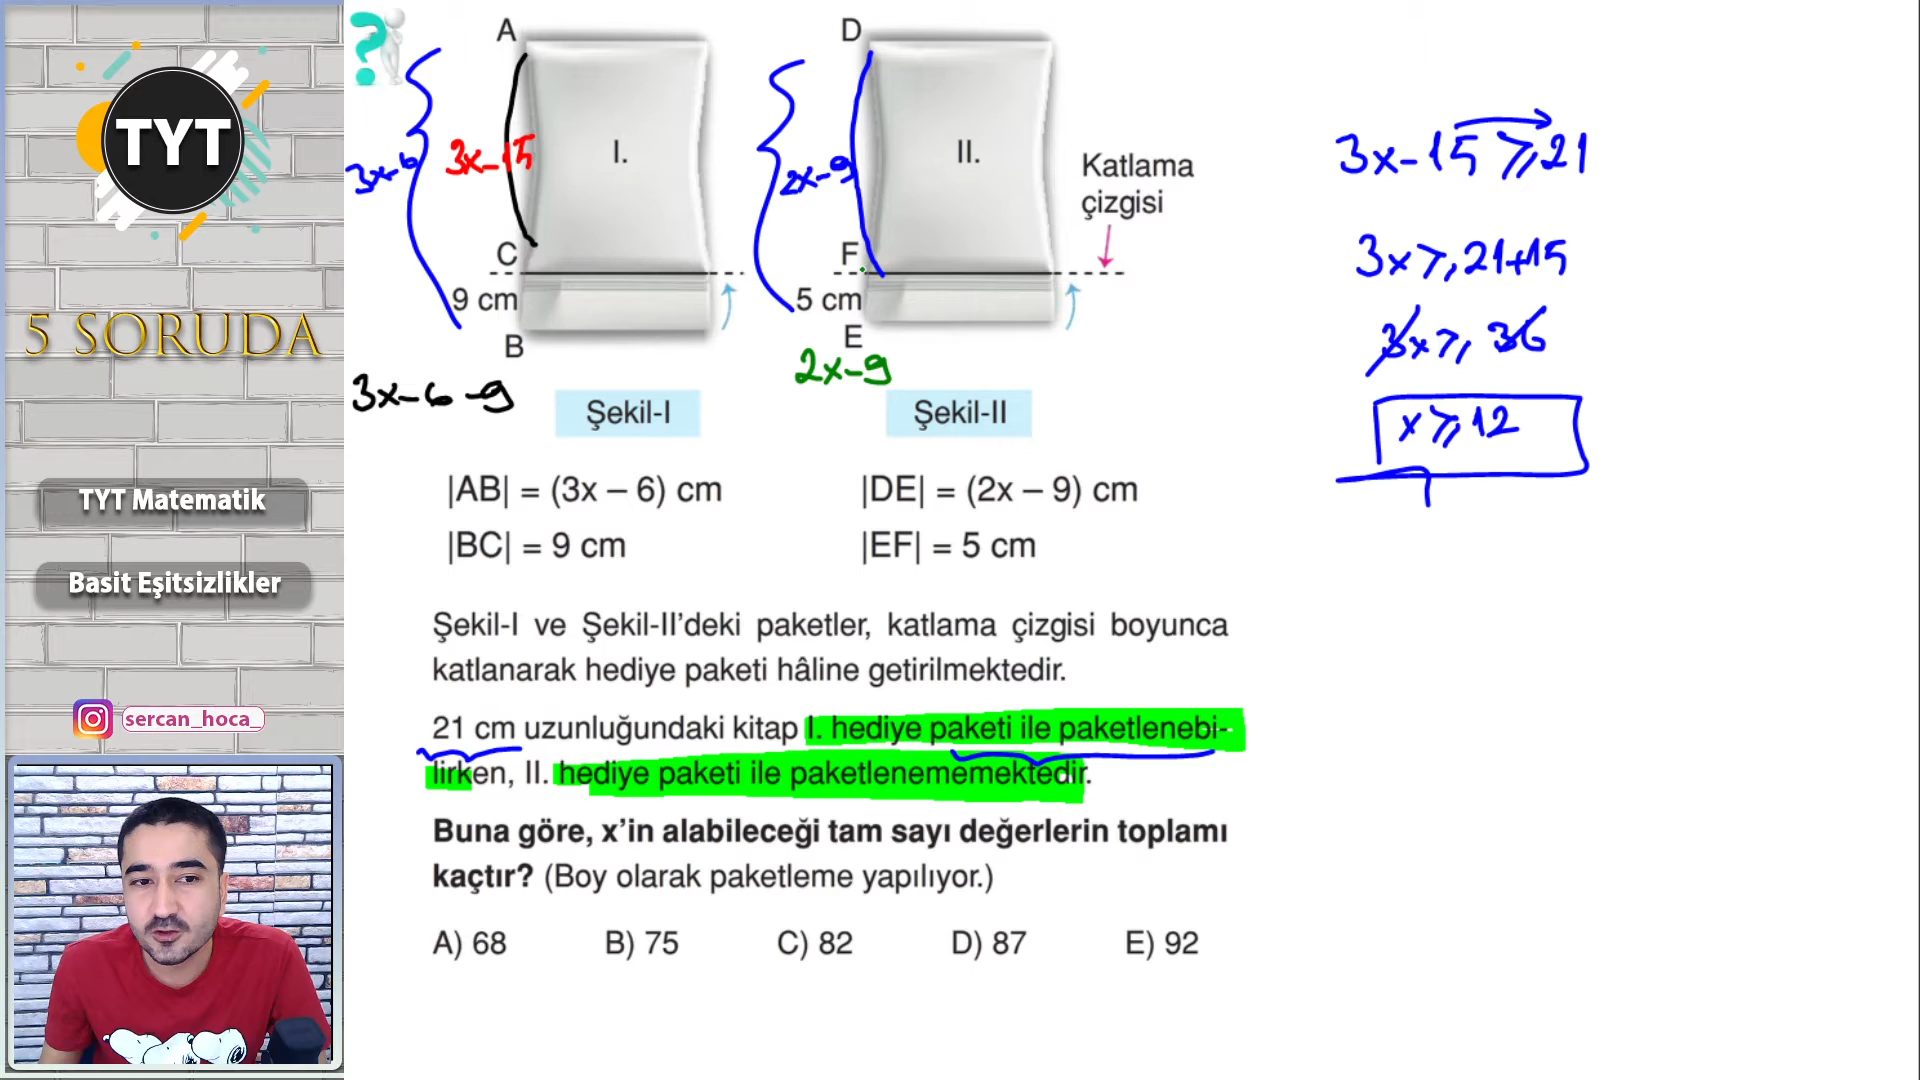 TYT
5 SORUDA
TYT Matematik
Basit Eşitsizlikler
sercan_hoca_
?
A
I.
3x-6
3x-15
C
9 cm
B
3x-6-9
Şekil-I
D
II.
2x-9
F
5 cm
E
2x-9
Şekil-II
Katlama
çizgisi
|AB| = (3x – 6) cm
|DE| = (2x – 9) cm
|BC| = 9 cm
|EF| = 5 cm
Şekil-I ve Şekil-II’deki paketler, katlama çizgisi boyunca
katlanarak hediye paketi hâline getirilmektedir.
21 cm uzunluğundaki kitap I. hediye paketi ile paketlenebi-
lirken, II. hediye paketi ile paketlenememektedir.
Buna göre, x’in alabileceği tam sayı değerlerin toplamı
kaçtır? (Boy olarak paketleme yapılıyor.)
A) 68 B) 75 C) 82 D) 87 E) 92
3x-15 ≥ 21
3x ≥ 21+15
3x ≥ 36
x ≥ 12